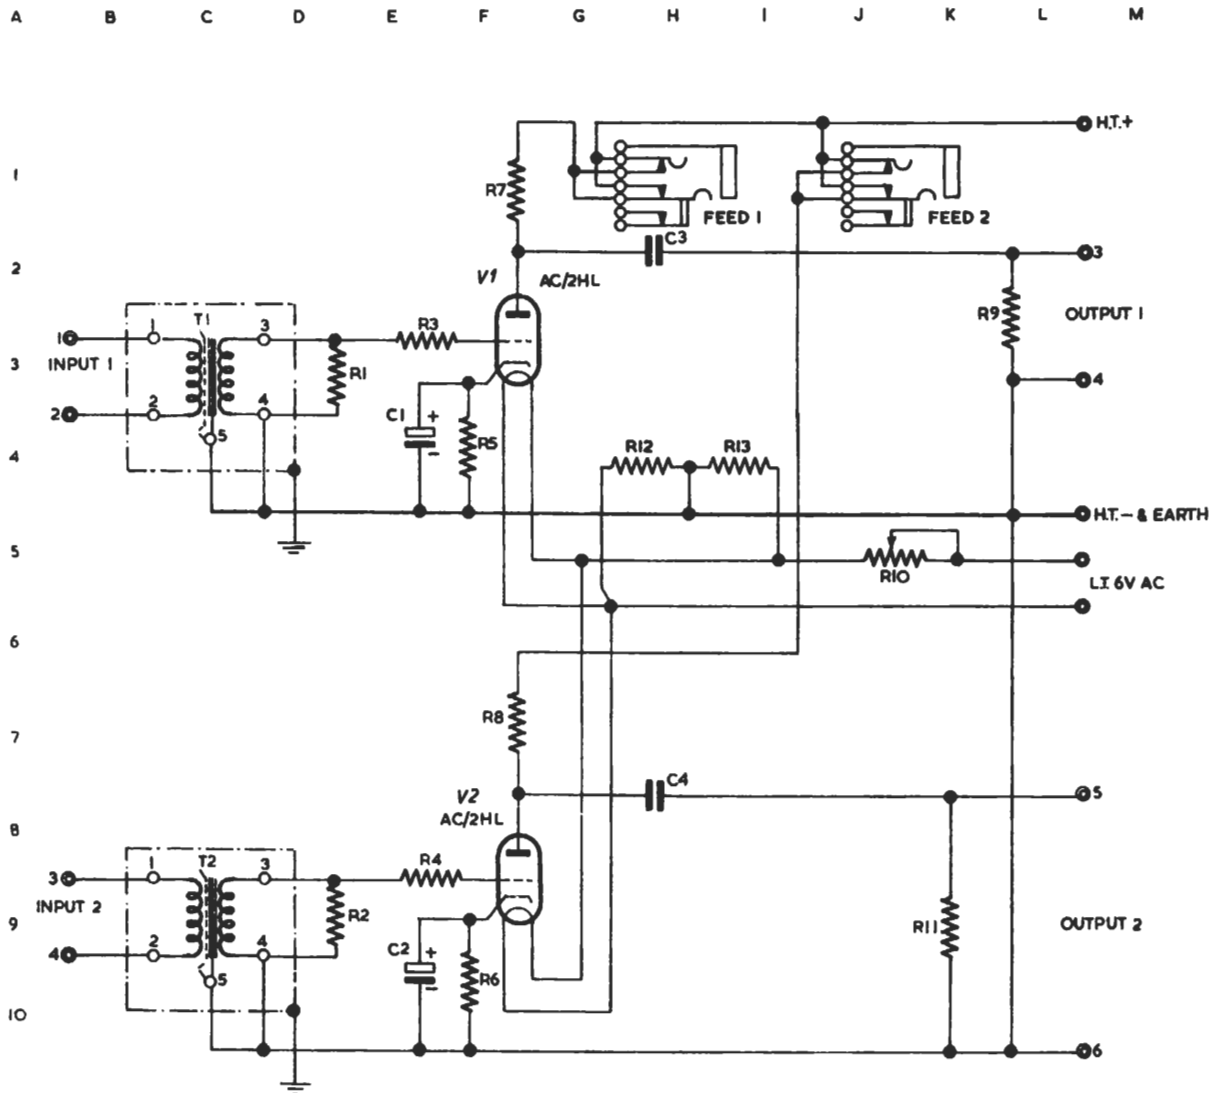 A B C D E F G H I J K L M
H.T.+
1
R7
FEED 1
FEED 2
C3
3
2
V1
AC/2HL
R9
OUTPUT 1
1
1
T1
3
R3
3
INPUT 1
R1
4
2
2
4
C1
+
5
R5
R12
R13
4
-
H.T.— & EARTH
5
R10
L.T. 6V AC
6
R8
7
C4
5
V2
AC/2HL
8
3
1
T2
3
R4
INPUT 2
R2
9
R11
OUTPUT 2
4
2
4
C2
+
5
R6
-
10
6